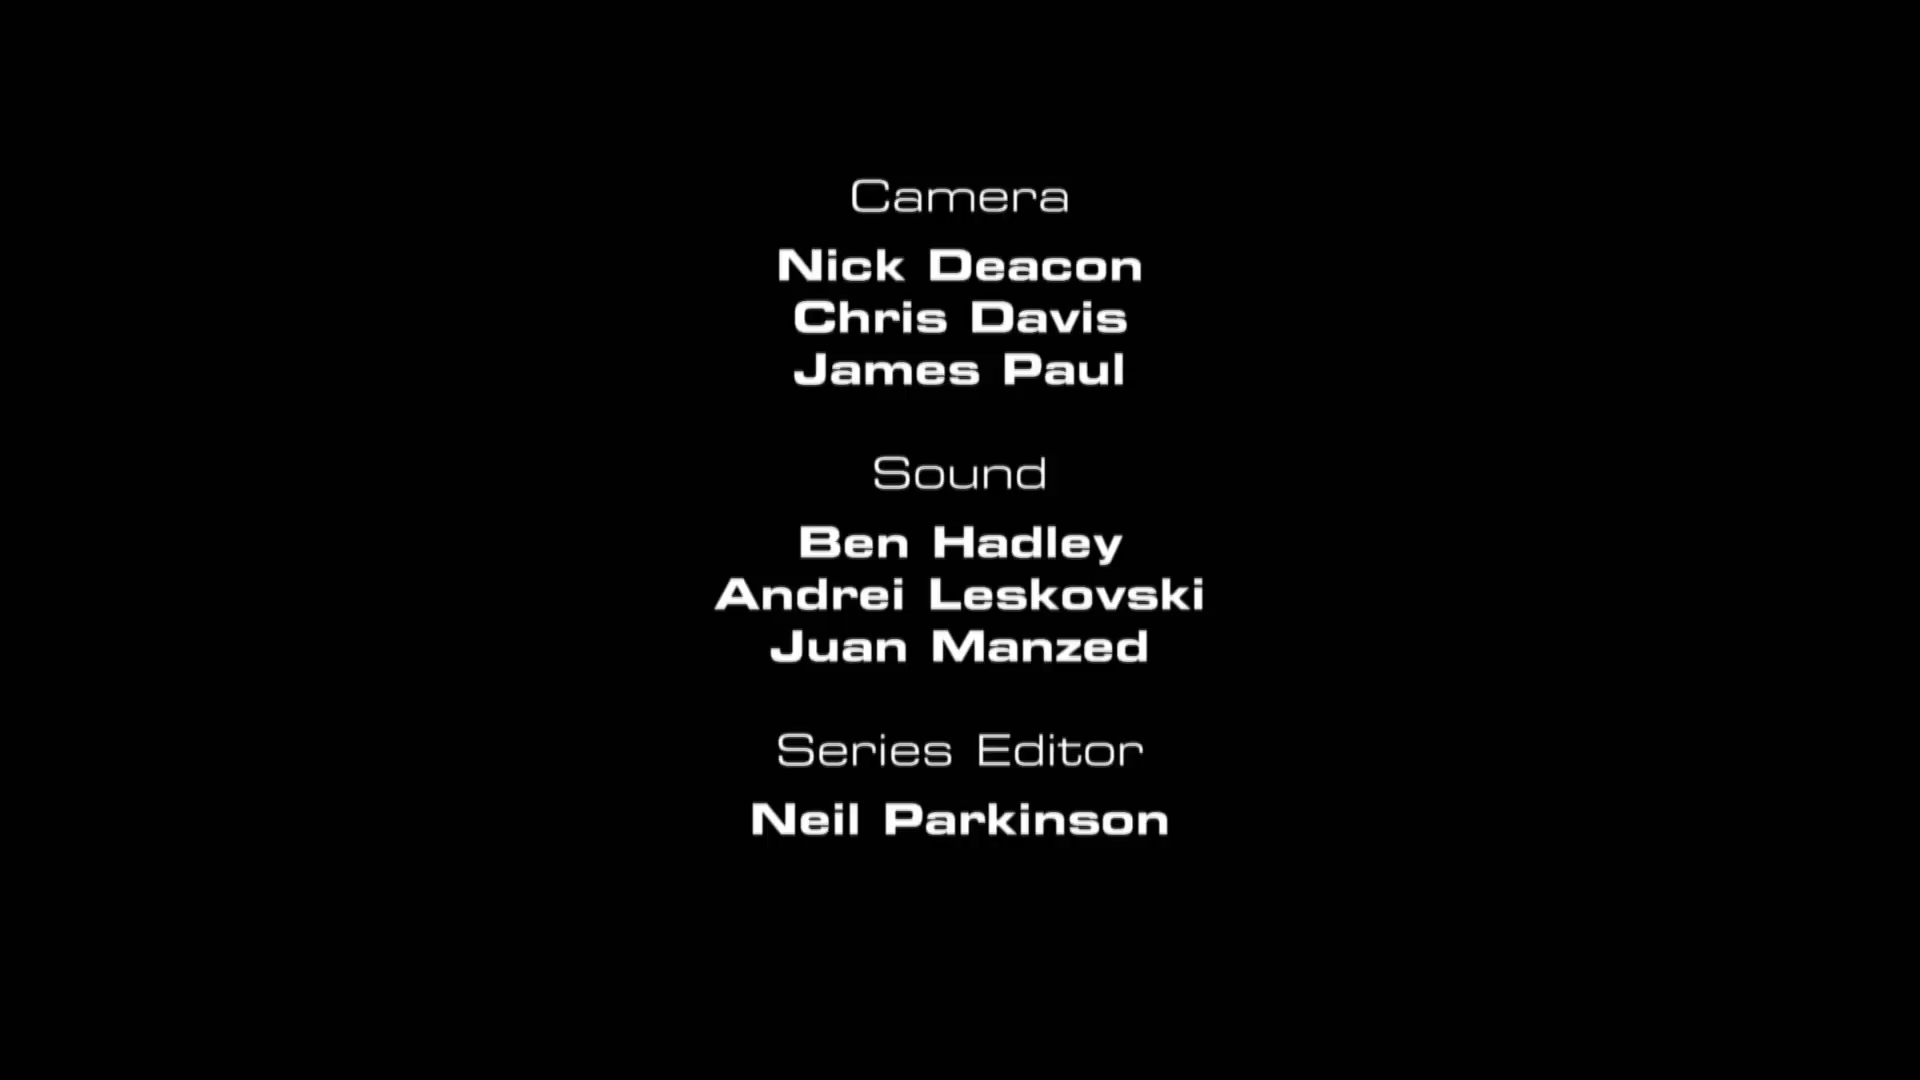 Camera
Nick Deacon
Chris Davis
James Paul
Sound
Ben Hadley
Andrei Leskovski
Juan Manzed
Series Editor
Neil Parkinson